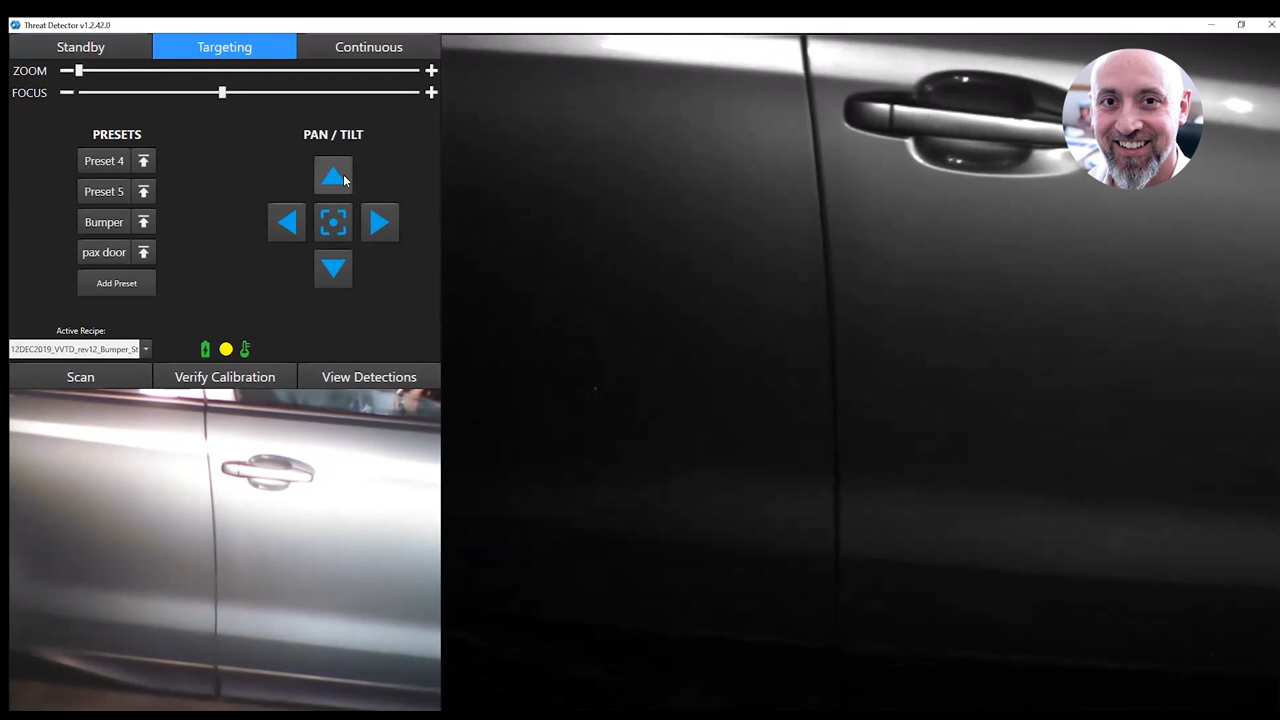 Threat Detector v1.2.42.0
Standby Targeting Continuous
ZOOM
FOCUS
PRESETS
Preset 4
Preset 5
Bumper
pax door
Add Preset
PAN / TILT
Active Recipe:
12DEC2019_VVTD_rev12_Bumper_St
Scan Verify Calibration View Detections